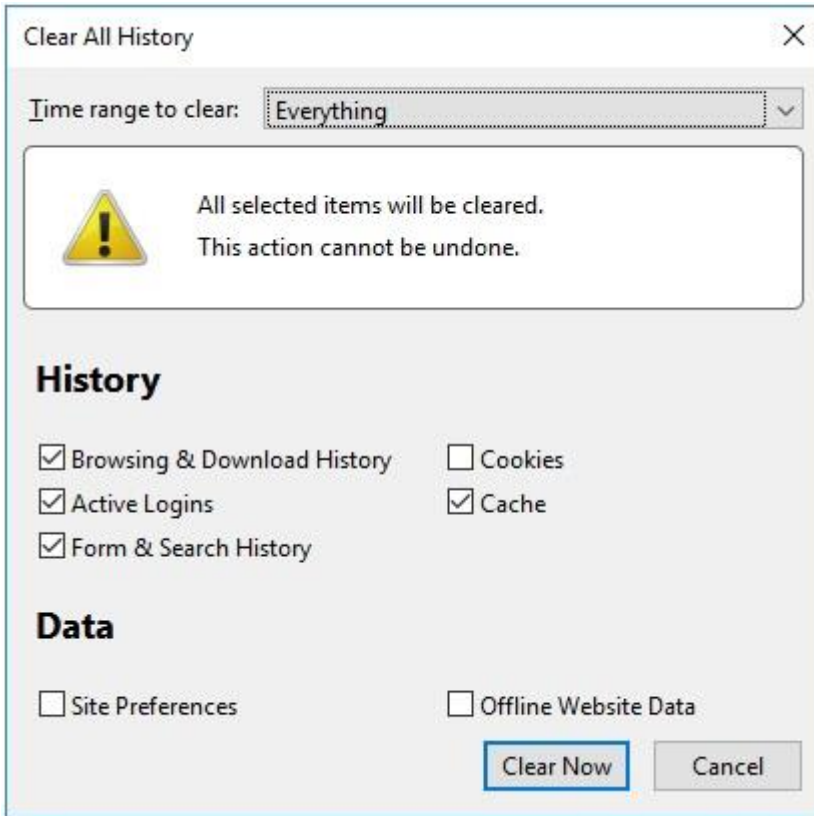 Clear All History
Time range to clear: Everything
All selected items will be cleared.
This action cannot be undone.
History
Browsing & Download History Cookies
Active Logins Cache
Form & Search History
Data
Site Preferences Offline Website Data
Clear Now Cancel